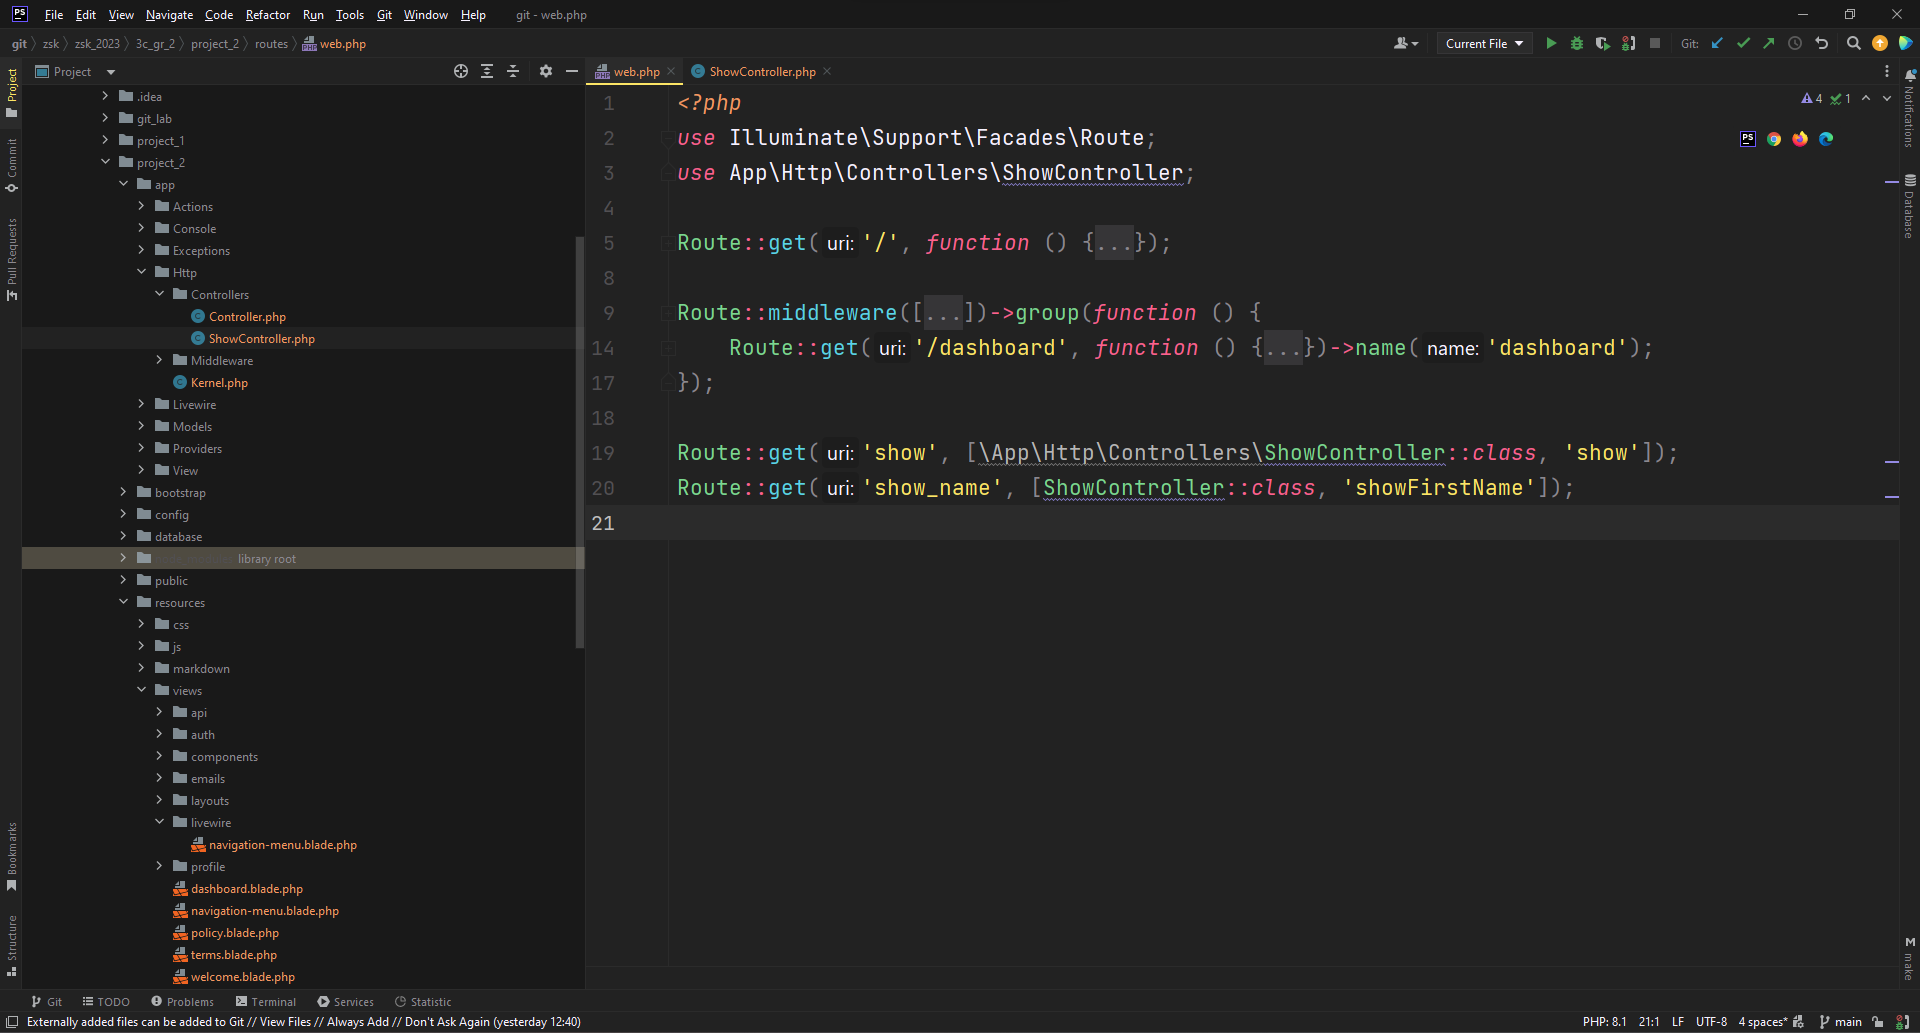 PS File Edit View Navigate Code Refactor Run Tools Git Window Help git - web.php
git zsk zsk_2023 3c_gr_2 project_2 routes web.php Current File Git:
Project web.php ShowController.php
Project
Commit
Pull Requests
Bookmarks
Structure
.idea
git_lab
project_1
project_2
app
Actions
Console
Exceptions
Http
Controllers
Controller.php
ShowController.php
Middleware
Kernel.php
Livewire
Models
Providers
View
bootstrap
config
database
library root
public
resources
css
js
markdown
views
api
auth
components
emails
layouts
livewire
navigation-menu.blade.php
profile
dashboard.blade.php
navigation-menu.blade.php
policy.blade.php
terms.blade.php
welcome.blade.php
4 1
1 <?php
2 use Illuminate\Support\Facades\Route;
3 use App\Http\Controllers\ShowController;
4
5 Route::get( uri: '/', function () {...});
8
9 Route::middleware([...])->group(function () {
14 Route::get( uri: '/dashboard', function () {...})->name( name: 'dashboard');
17 });
18
19 Route::get( uri: 'show', [\App\Http\Controllers\ShowController::class, 'show']);
20 Route::get( uri: 'show_name', [ShowController::class, 'showFirstName']);
21
PS
Notifications
Database
M make
Git TODO Problems Terminal Services Statistic
Externally added files can be added to Git // View Files // Always Add // Don't Ask Again (yesterday 12:40) PHP: 8.1 21:1 LF UTF-8 4 spaces* main